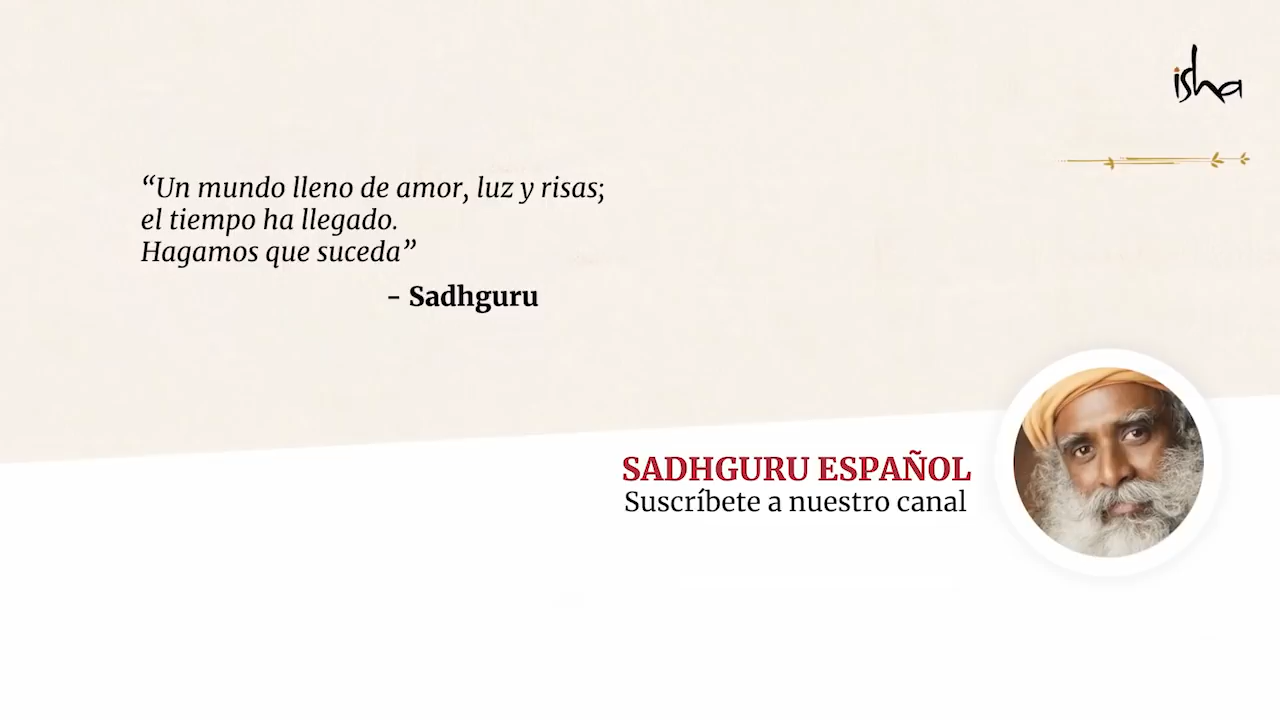 isha
“Un mundo lleno de amor, luz y risas;
el tiempo ha llegado.
Hagamos que suceda”
- Sadhguru
SADHGURU ESPAÑOL
Suscríbete a nuestro canal